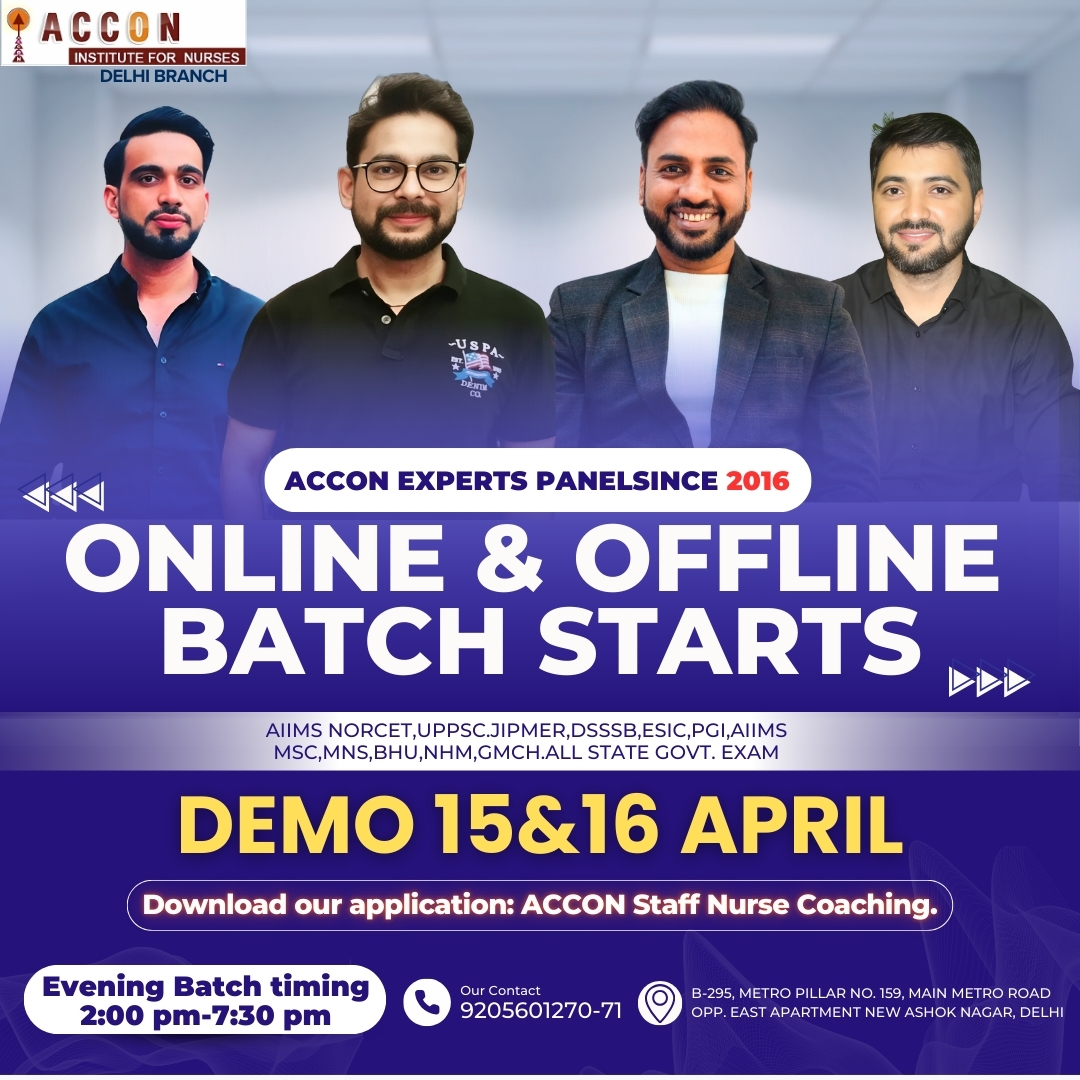 ACCON
INSTITUTE FOR NURSES
DELHI BRANCH
~USPA~
EST.
DENIM
CO.
ACCON EXPERTS PANELSINCE 2016
ONLINE & OFFLINE
BATCH STARTS
AIIMS NORCET,UPPSC.JIPMER,DSSSB,ESIC,PGI,AIIMS
MSC,MNS,BHU,NHM,GMCH.ALL STATE GOVT. EXAM
DEMO 15&16 APRIL
Download our application: ACCON Staff Nurse Coaching.
Evening Batch timing
2:00 pm-7:30 pm
Our Contact
9205601270-71
B-295, METRO PILLAR NO. 159, MAIN METRO ROAD
OPP. EAST APARTMENT NEW ASHOK NAGAR, DELHI